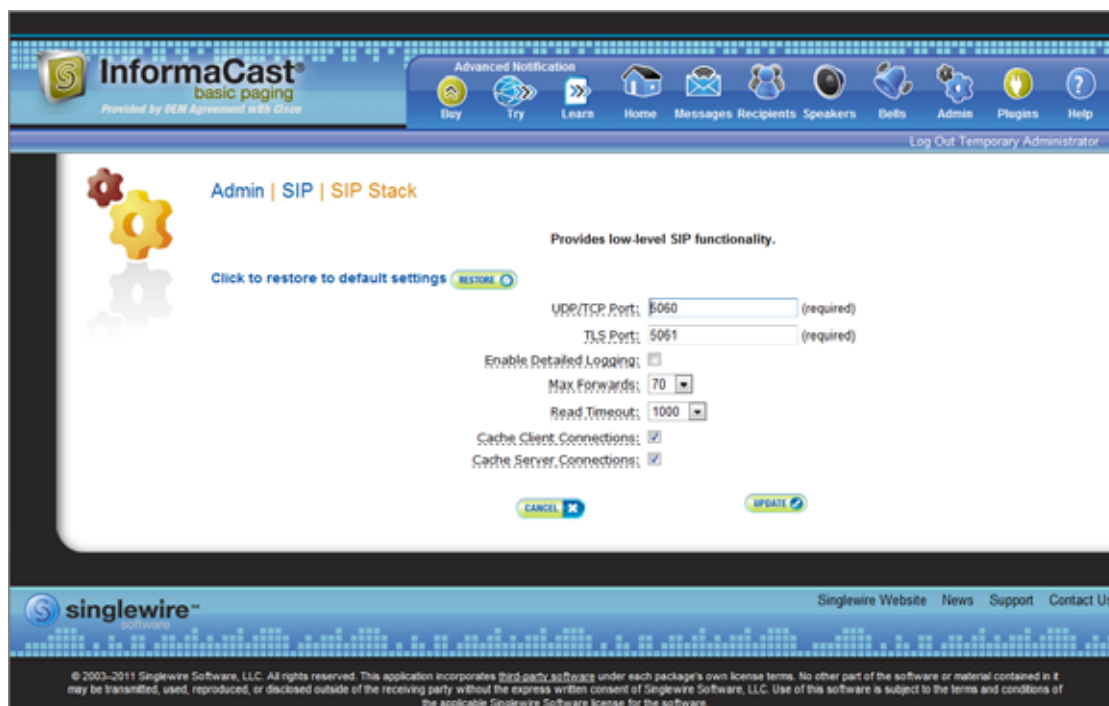 InformaCast®
basic paging
Provided by OEM Agreement with Cisco
Advanced Notification
Buy Try Learn Home Messages Recipients Speakers Bells Admin Plugins Help
Log Out Temporary Administrator
Admin | SIP | SIP Stack
Provides low-level SIP functionality.
Click to restore to default settings RESTORE
UDP/TCP Port: 5060 (required)
TLS Port: 5061 (required)
Enable Detailed Logging:
Max Forwards: 70
Read Timeout: 1000
Cache Client Connections:
Cache Server Connections:
CANCEL UPDATE
singlewire
software
Singlewire Website News Support Contact Us
© 2003–2011 Singlewire Software, LLC. All rights reserved. This application incorporates third-party software under each package's own license terms. No other part of the software or material contained in it
may be transmitted, used, reproduced, or disclosed outside of the receiving party without the express written consent of Singlewire Software, LLC. Use of this software is subject to the terms and conditions of
the applicable Singlewire Software license for the software.